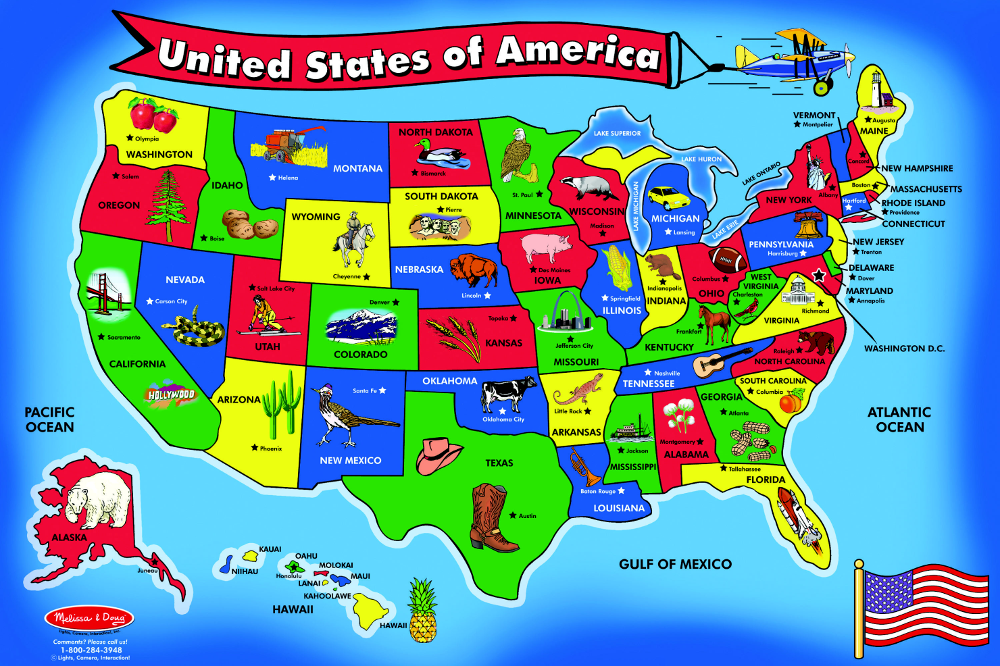 United States of America
VERMONT
Montpelier
Augusta
MAINE
Olympia
WASHINGTON
NORTH DAKOTA
Bismarck
LAKE SUPERIOR
LAKE HURON
LAKE ONTARIO
Concord
NEW HAMPSHIRE
MONTANA
Helena
Salem
IDAHO
OREGON
Boise
SOUTH DAKOTA
Pierre
WYOMING
Cheyenne
St. Paul
MINNESOTA
WISCONSIN
Madison
LAKE MICHIGAN
MICHIGAN
Lansing
LAKE ERIE
NEW YORK
Albany
Boston
MASSACHUSETTS
Hartford
RHODE ISLAND
Providence
CONNECTICUT
PENNSYLVANIA
Harrisburg
NEW JERSEY
Trenton
DELAWARE
Dover
MARYLAND
Annapolis
NEVADA
Carson City
Salt Lake City
UTAH
NEBRASKA
Lincoln
Des Moines
IOWA
Springfield
ILLINOIS
Indianapolis
INDIANA
Columbus
OHIO
WEST
VIRGINIA
Charleston
Richmond
VIRGINIA
WASHINGTON D.C.
Sacramento
CALIFORNIA
HOLLYWOOD
Denver
COLORADO
Topeka
KANSAS
Jefferson City
MISSOURI
Frankfort
KENTUCKY
Raleigh
NORTH CAROLINA
Nashville
TENNESSEE
SOUTH CAROLINA
Columbia
PACIFIC
OCEAN
ARIZONA
Phoenix
Santa Fe
NEW MEXICO
OKLAHOMA
Oklahoma City
Little Rock
ARKANSAS
GEORGIA
Atlanta
ATLANTIC
OCEAN
TEXAS
Austin
Jackson
MISSISSIPPI
Montgomery
ALABAMA
Baton Rouge
LOUISIANA
Tallahassee
FLORIDA
GULF OF MEXICO
ALASKA
Juneau
KAUAI
NIIHAU
OAHU
Honolulu
MOLOKAI
LANAI
MAUI
KAHOOLAWE
HAWAII
HAWAII
Melissa & Doug
Lights, Camera, Interaction!, Inc.
Comments? Please call us!
1-800-284-3948
© Lights, Camera, Interaction!